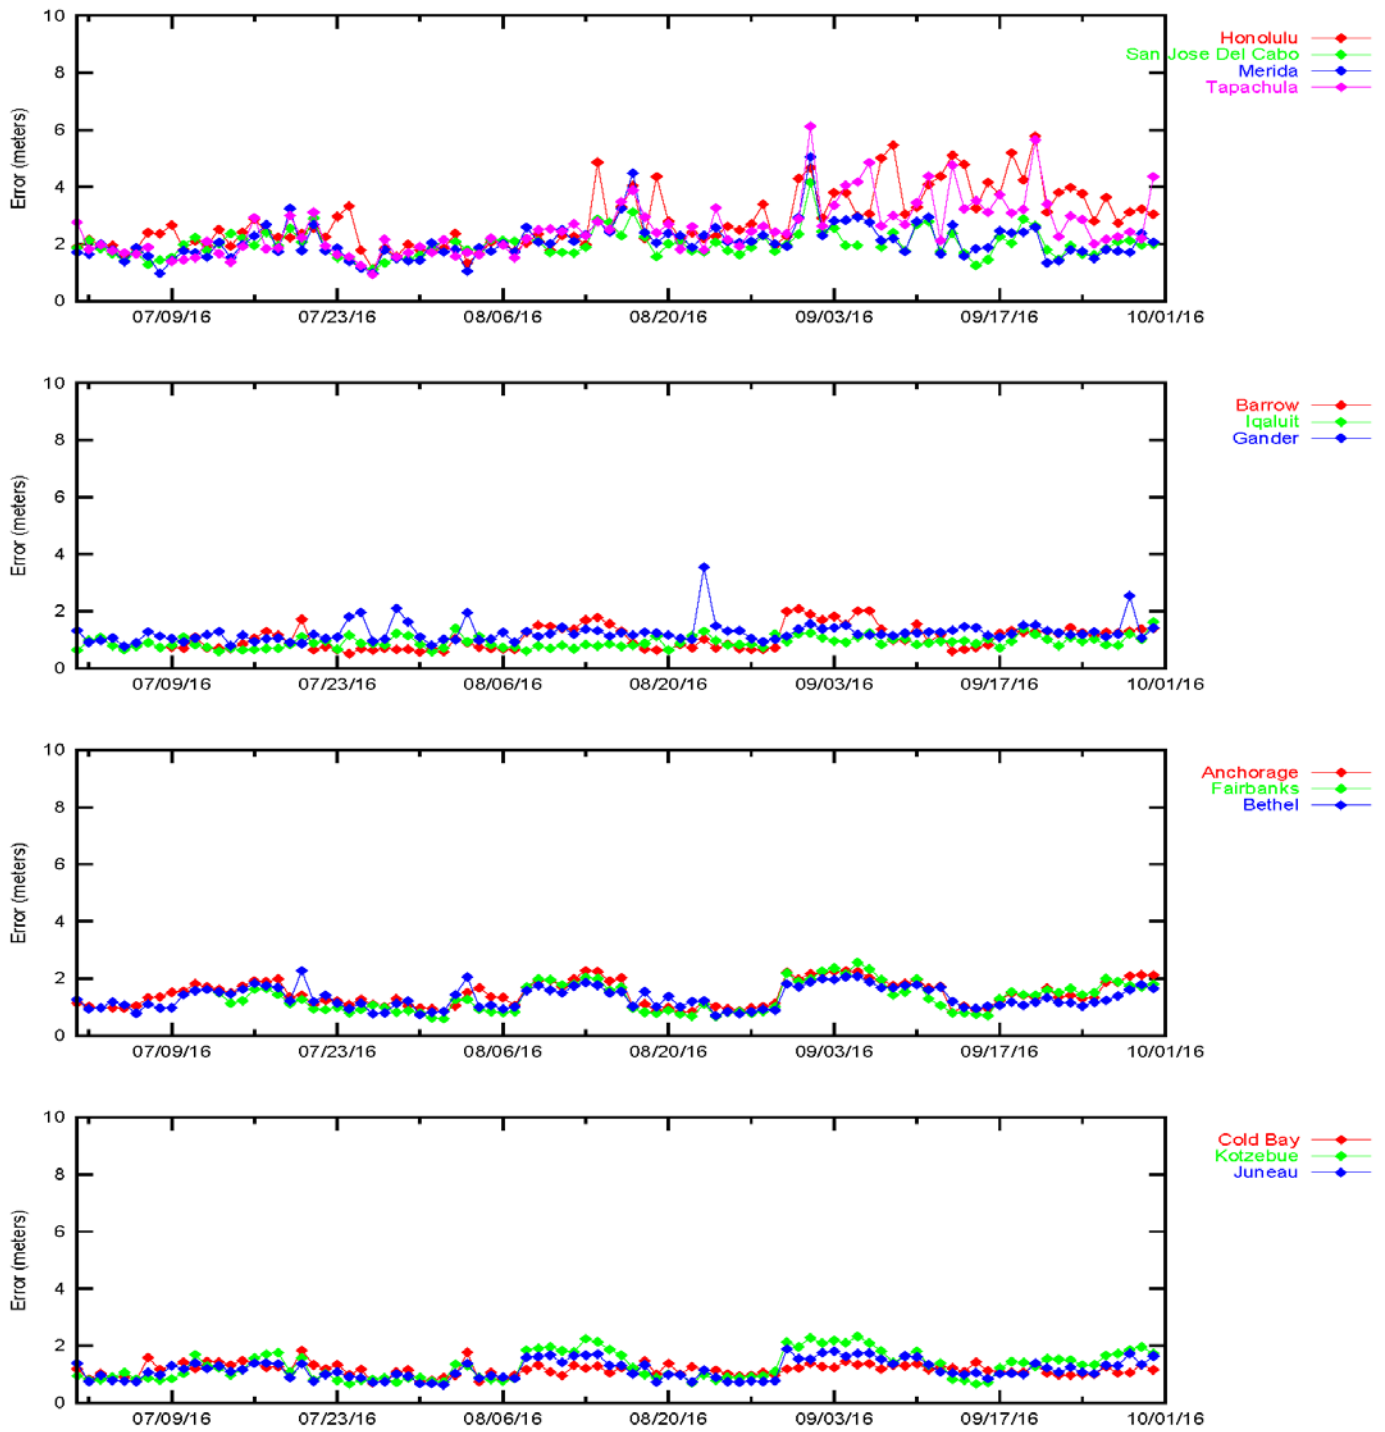 10
8
6
4
2
0
Error (meters)
Honolulu
San Jose Del Cabo
Merida
Tapachula
07/09/16 07/23/16 08/06/16 08/20/16 09/03/16 09/17/16 10/01/16
10
8
6
4
2
0
Error (meters)
Barrow
Iqaluit
Gander
07/09/16 07/23/16 08/06/16 08/20/16 09/03/16 09/17/16 10/01/16
10
8
6
4
2
0
Error (meters)
Anchorage
Fairbanks
Bethel
07/09/16 07/23/16 08/06/16 08/20/16 09/03/16 09/17/16 10/01/16
10
8
6
4
2
0
Error (meters)
Cold Bay
Kotzebue
Juneau
07/09/16 07/23/16 08/06/16 08/20/16 09/03/16 09/17/16 10/01/16